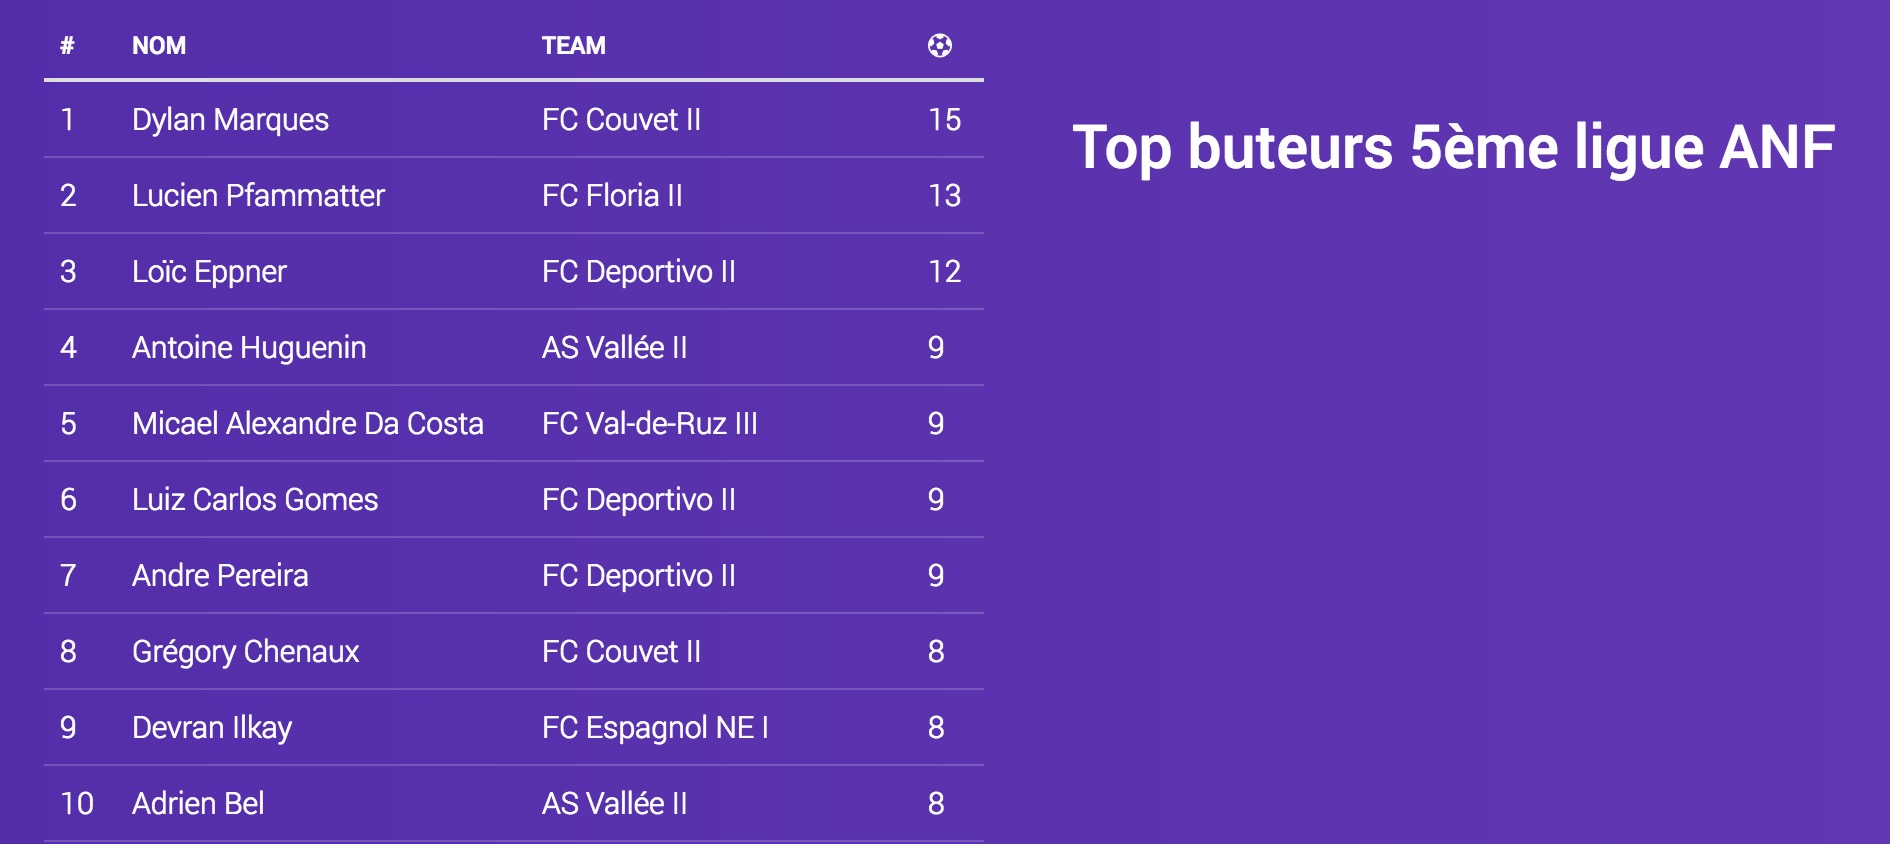 # NOM TEAM
1 Dylan Marques FC Couvet II 15
2 Lucien Pfammatter FC Floria II 13
3 Loïc Eppner FC Deportivo II 12
4 Antoine Huguenin AS Vallée II 9
5 Micael Alexandre Da Costa FC Val-de-Ruz III 9
6 Luiz Carlos Gomes FC Deportivo II 9
7 Andre Pereira FC Deportivo II 9
8 Grégory Chenaux FC Couvet II 8
9 Devran Ilkay FC Espagnol NE I 8
10 Adrien Bel AS Vallée II 8
Top buteurs 5ème ligue ANF